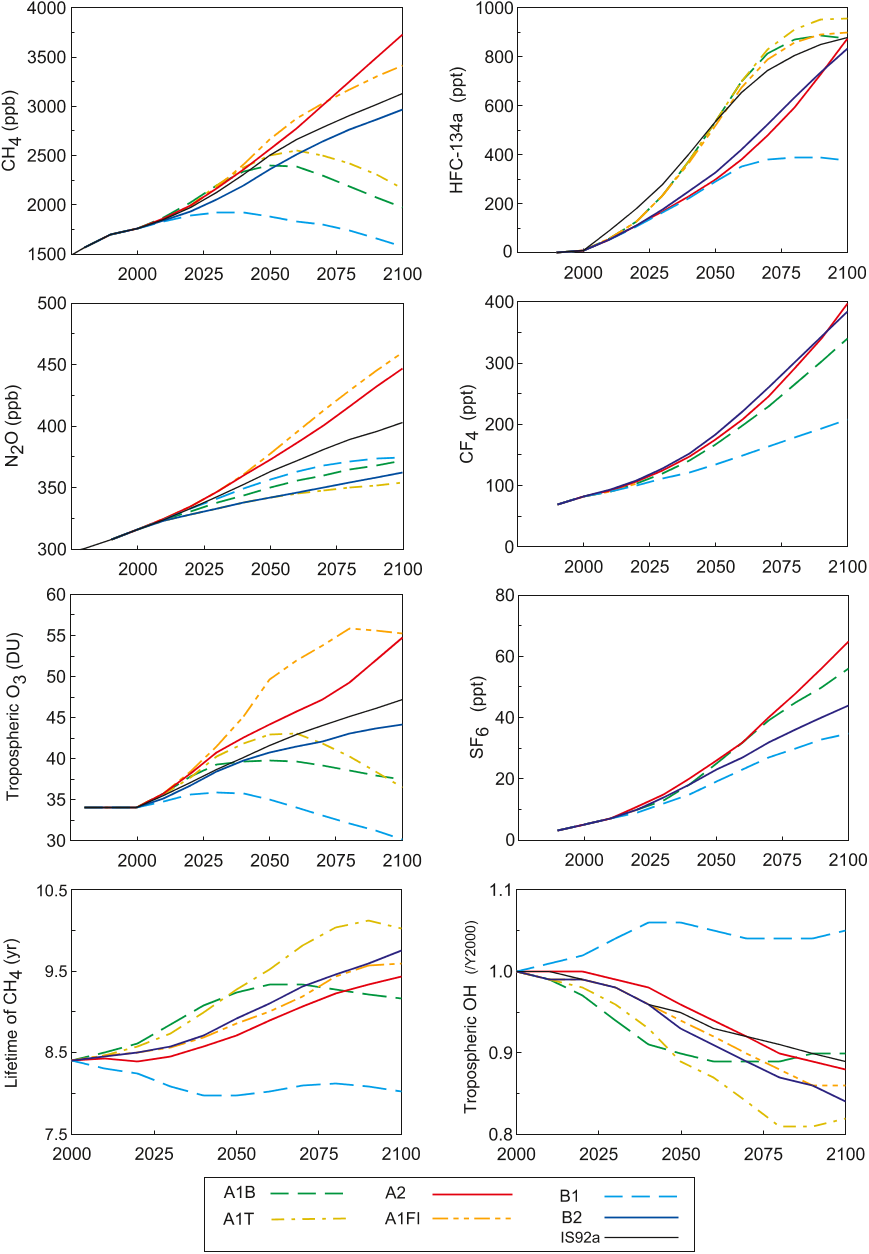 CH4 (ppb)
4000
3500
3000
2500
2000
1500
2000 2025 2050 2075 2100
HFC-134a (ppt)
1000
800
600
400
200
0
2000 2025 2050 2075 2100
N2O (ppb)
500
450
400
350
300
2000 2025 2050 2075 2100
CF4 (ppt)
400
300
200
100
0
2000 2025 2050 2075 2100
Tropospheric O3 (DU)
60
55
50
45
40
35
30
2000 2025 2050 2075 2100
SF6 (ppt)
80
60
40
20
0
2000 2025 2050 2075 2100
Lifetime of CH4 (yr)
10.5
9.5
8.5
7.5
2000 2025 2050 2075 2100
Tropospheric OH (/Y2000)
1.1
1.0
0.9
0.8
2000 2025 2050 2075 2100
A1B A2 B1
A1T A1FI B2
IS92a